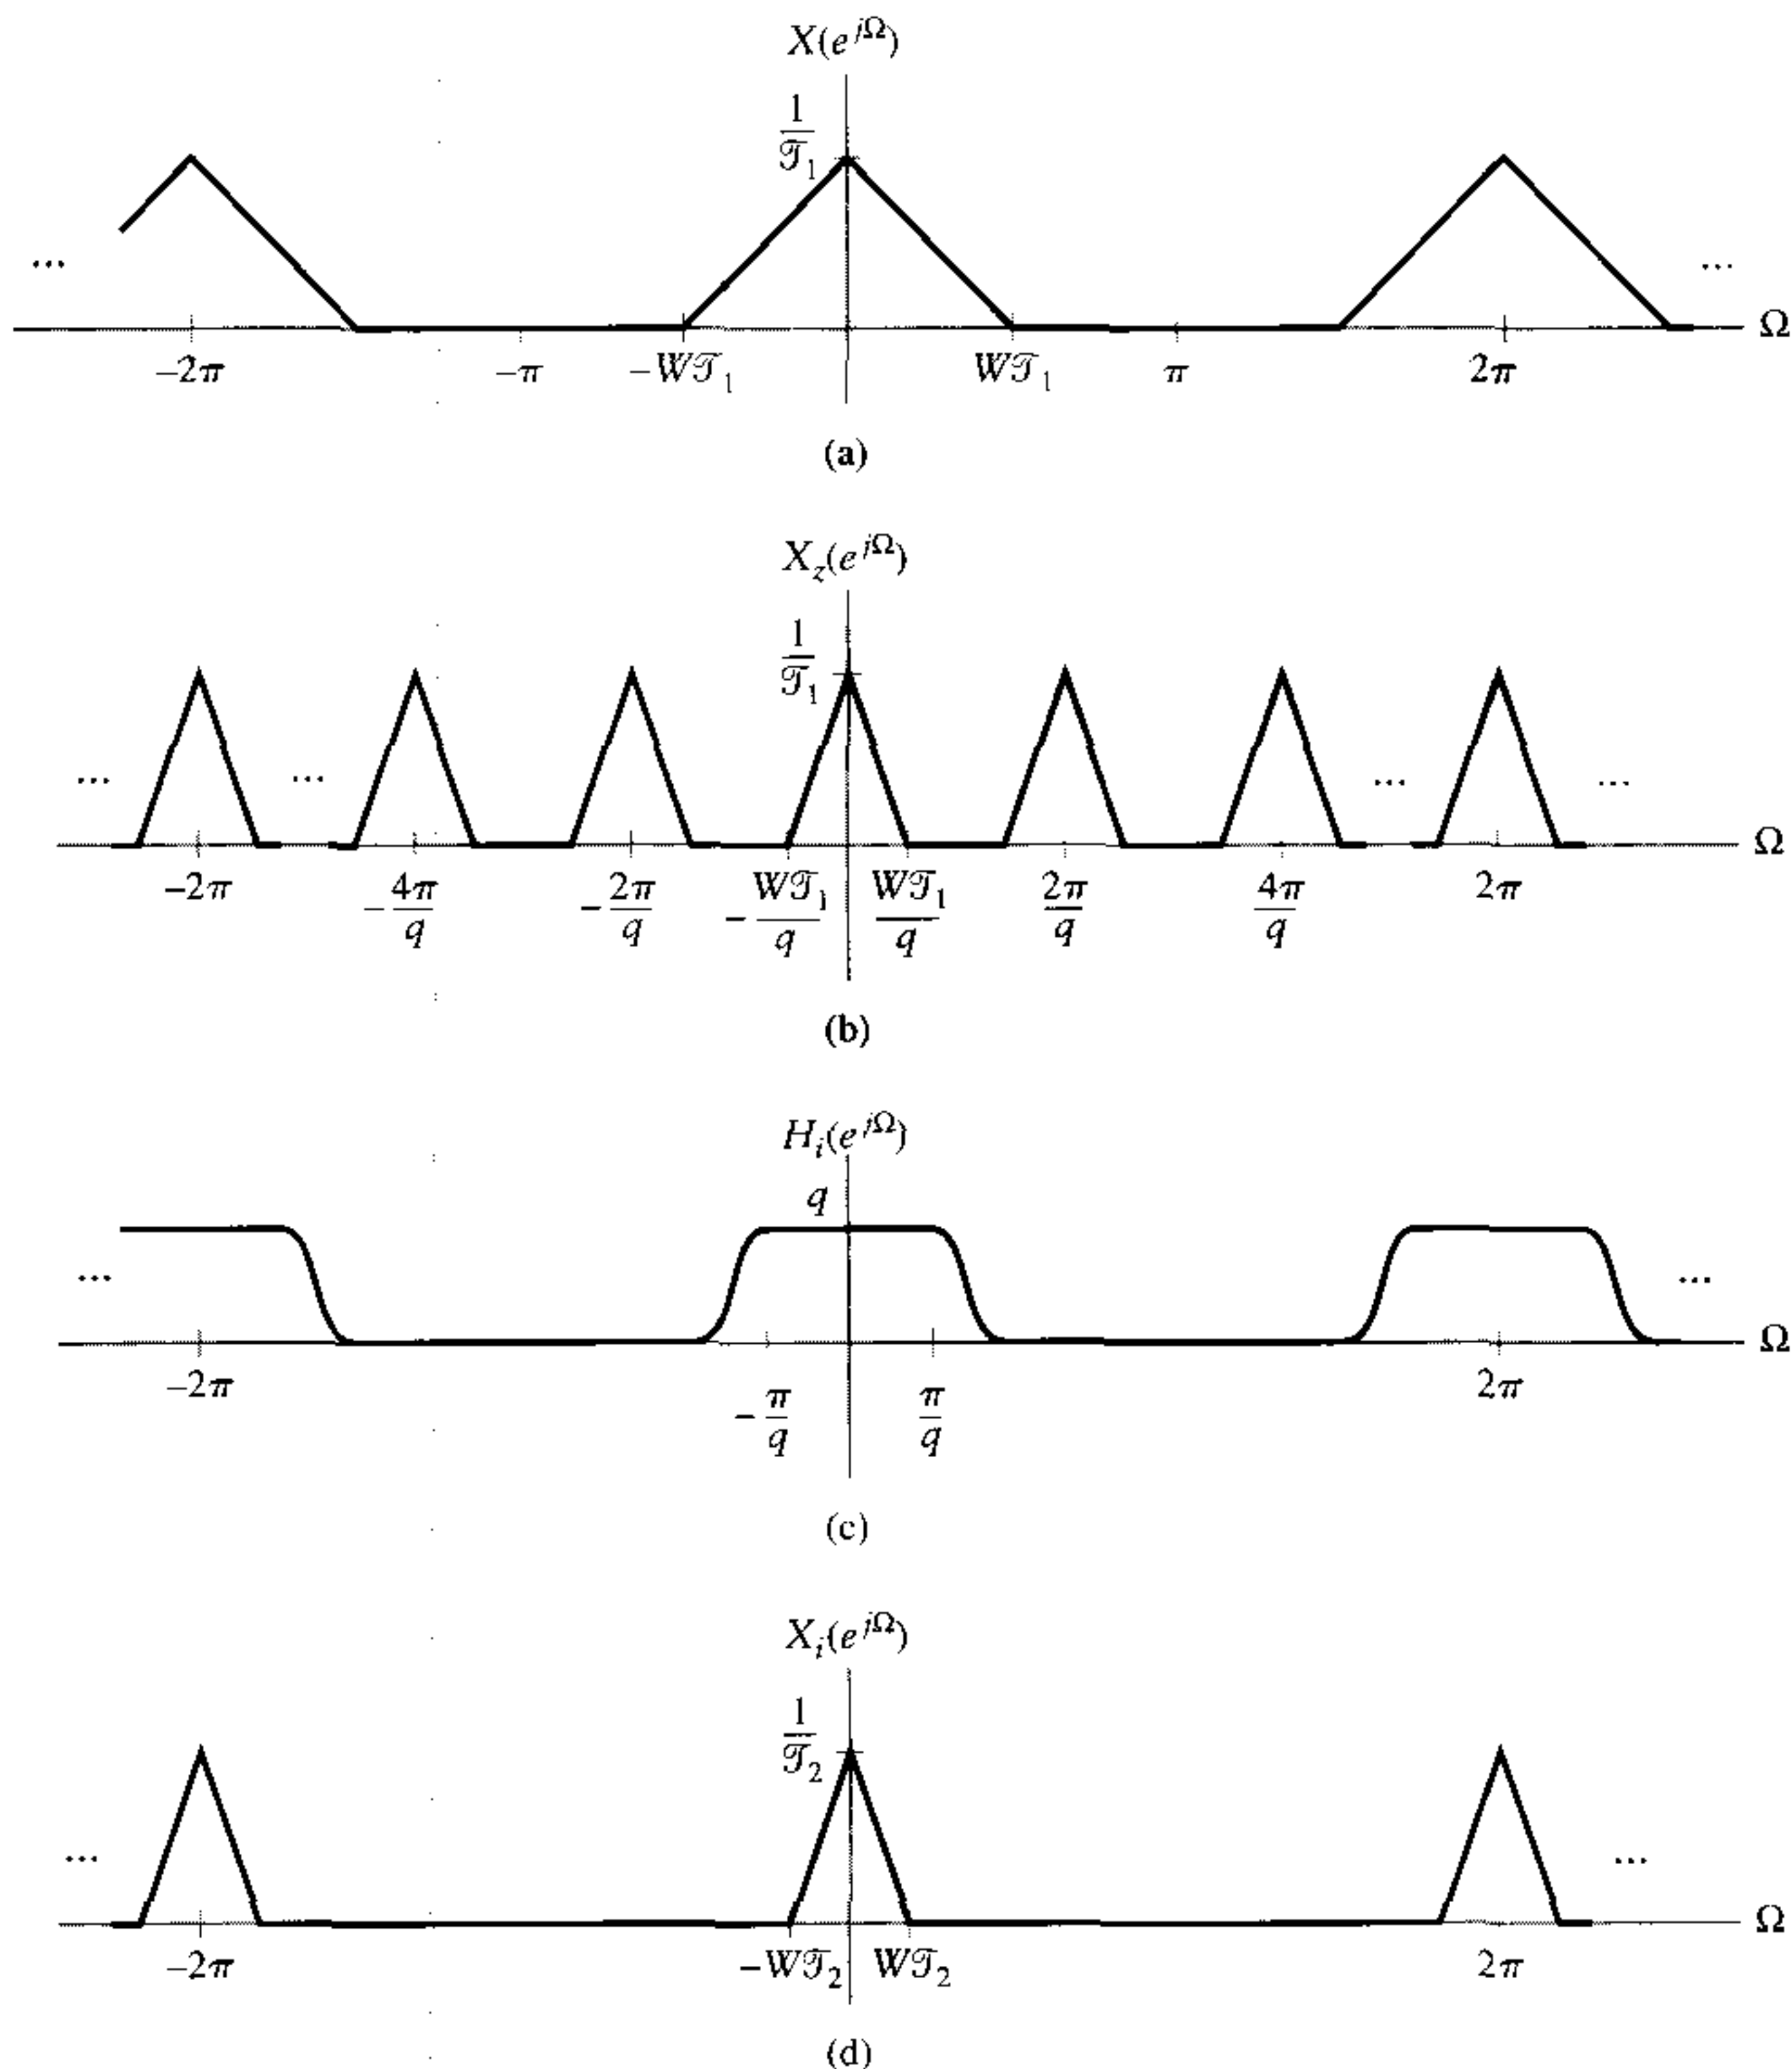 X(e^{jΩ})
1/𝒯₁
... ...
Ω
−2π −π −W𝒯₁ W𝒯₁ π 2π
(a)
X_z(e^{jΩ})
1/𝒯₁
... ... ... ...
Ω
−2π −4π/q −2π/q −W𝒯₁/q W𝒯₁/q 2π/q 4π/q 2π
(b)
H_i(e^{jΩ})
q
... ...
Ω
−2π −π/q π/q 2π
(c)
X_i(e^{jΩ})
1/𝒯₂
... ...
Ω
−2π −W𝒯₂ W𝒯₂ 2π
(d)